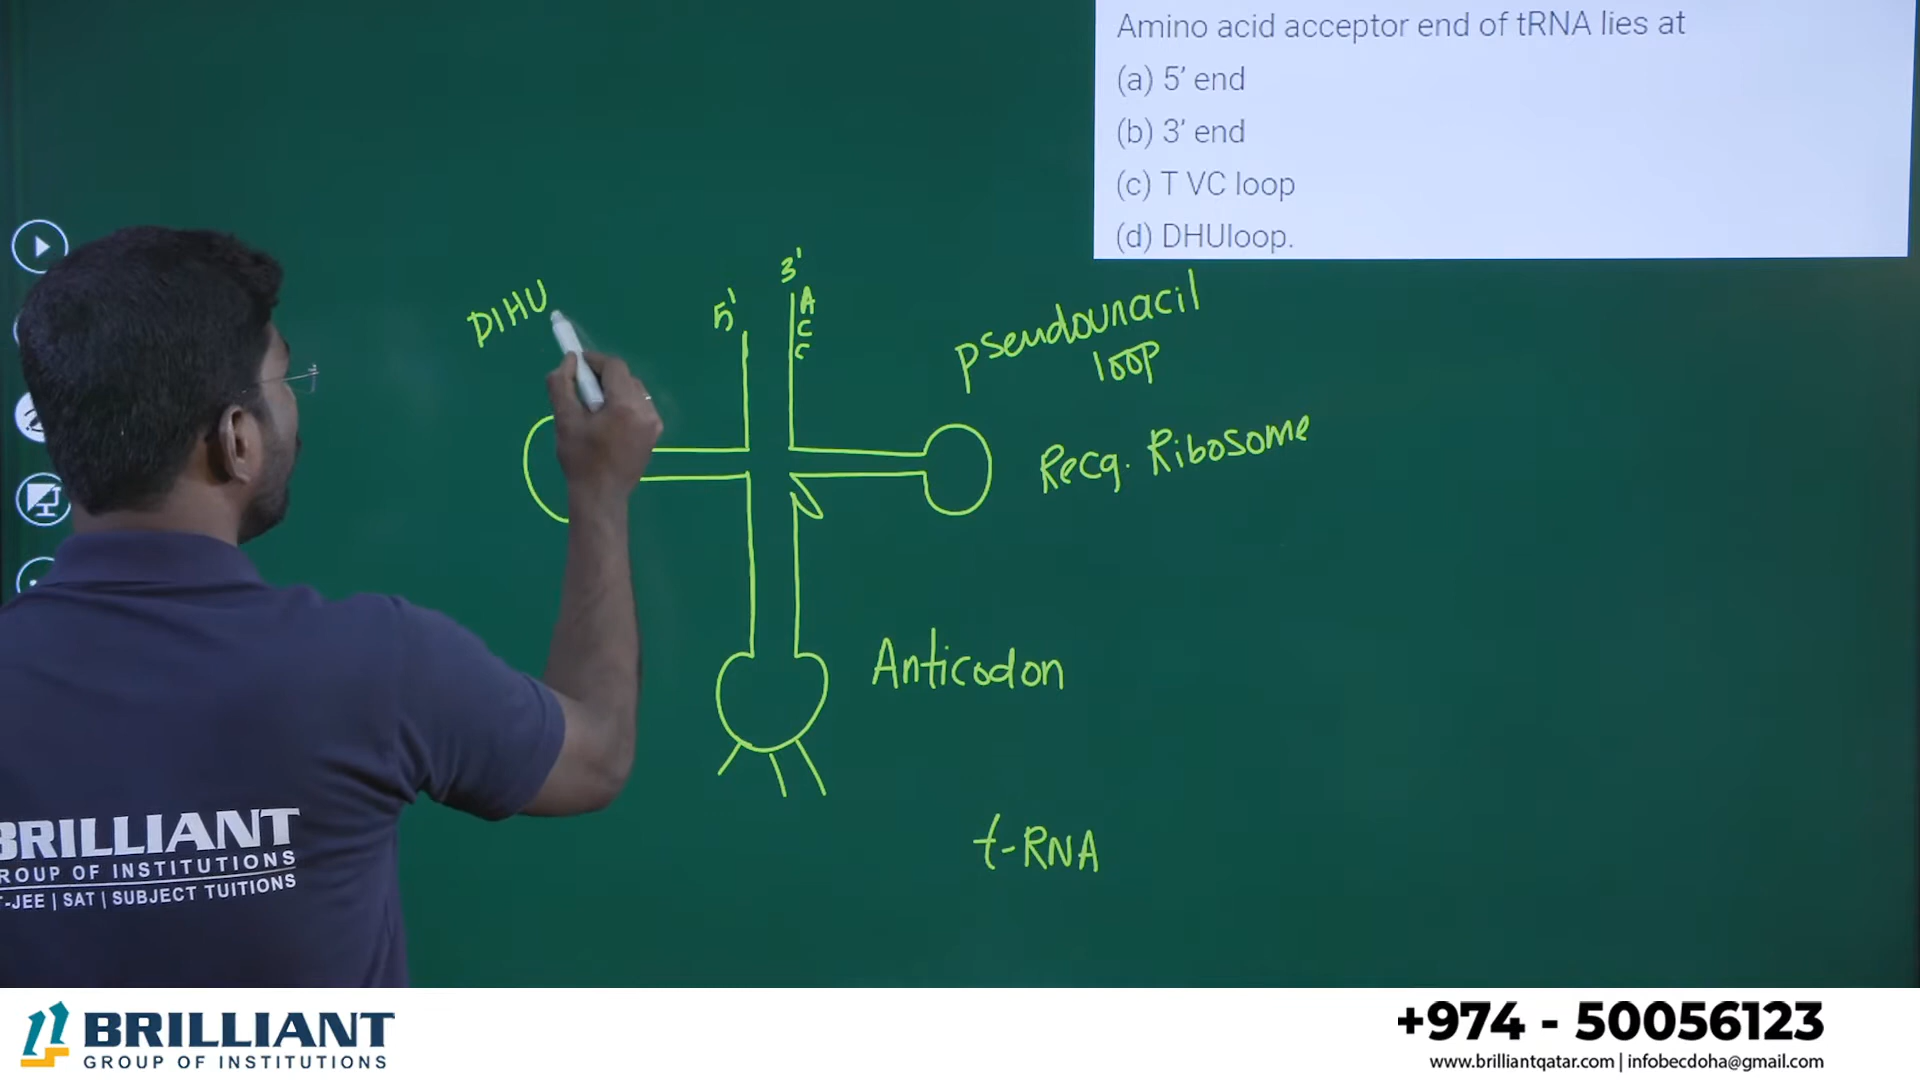 Amino acid acceptor end of tRNA lies at
(a) 5’ end
(b) 3’ end
(c) T VC loop
(d) DHUloop.
3'
5'
A
C
C
DIHU
pseudouracil
loop
Recg. Ribosome
Anticodon
t-RNA
BRILLIANT
ROUP OF INSTITUTIONS
T-JEE | SAT | SUBJECT TUITIONS
BRILLIANT
GROUP OF INSTITUTIONS
+974 - 50056123
www.brilliantqatar.com | infobecdoha@gmail.com